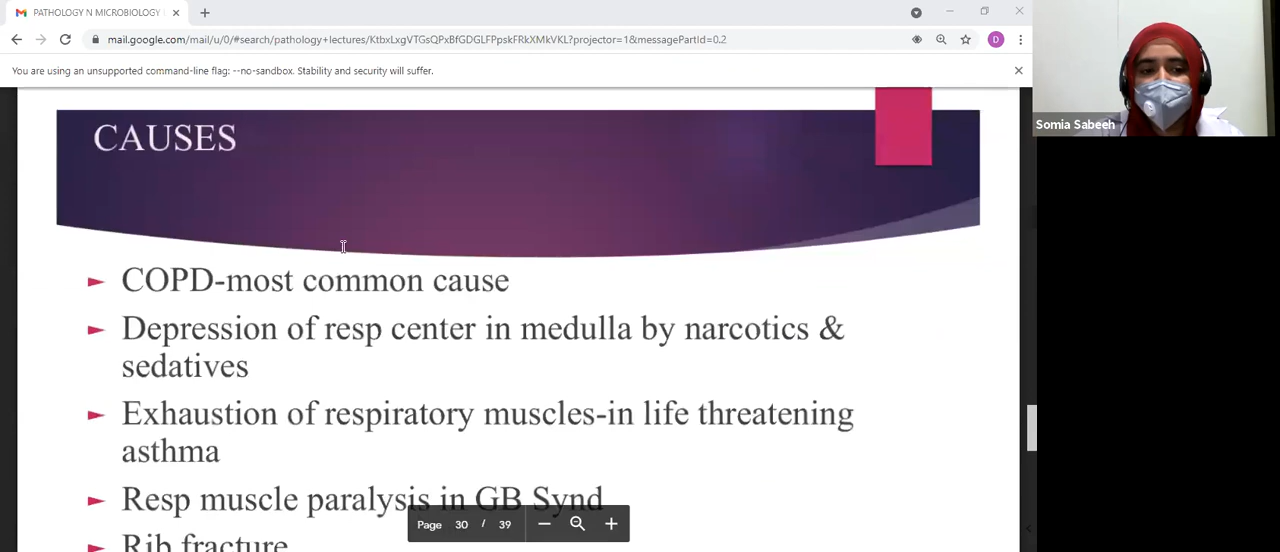 PATHOLOGY N MICROBIOLOGY
mail.google.com/mail/u/0/#search/pathology+lectures/KtbxLxgVTGsQPxBfGDGLFPpskFRkXMkVKL?projector=1&messagePartId=0.2
D
You are using an unsupported command-line flag: --no-sandbox. Stability and security will suffer.
Somia Sabeeh
CAUSES
COPD-most common cause
Depression of resp center in medulla by narcotics &
sedatives
Exhaustion of respiratory muscles-in life threatening
asthma
Resp muscle paralysis in GB Synd
Rib fracture
Page 30 / 39